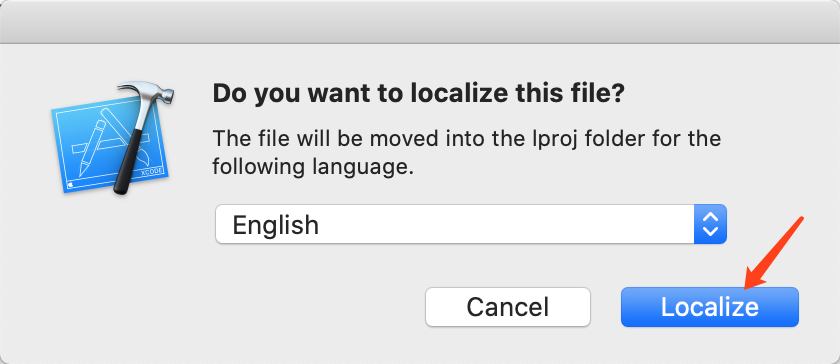 Do you want to localize this file?
The file will be moved into the lproj folder for the
following language.
English
Cancel
Localize
XCODE